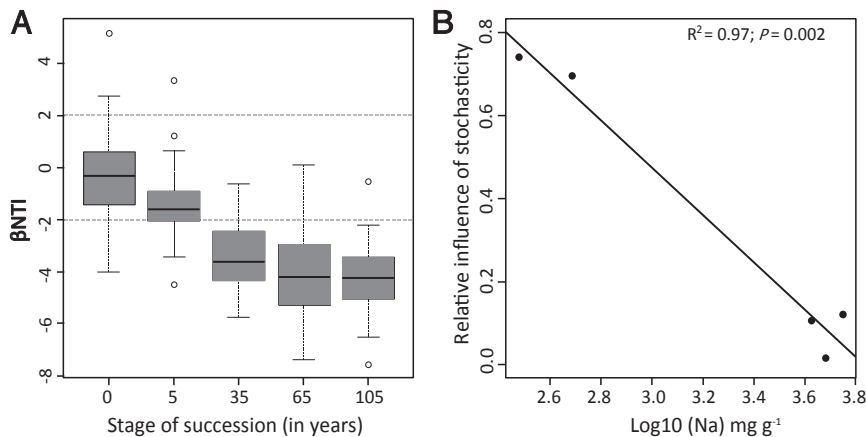 A
βNTI
4
2
0
-2
-4
-6
-8
0 5 35 65 105
Stage of succession (in years)
B
R² = 0.97; P = 0.002
Relative influence of stochasticity
0.8
0.6
0.4
0.2
0.0
2.6 2.8 3.0 3.2 3.4 3.6 3.8
Log10 (Na) mg g⁻¹